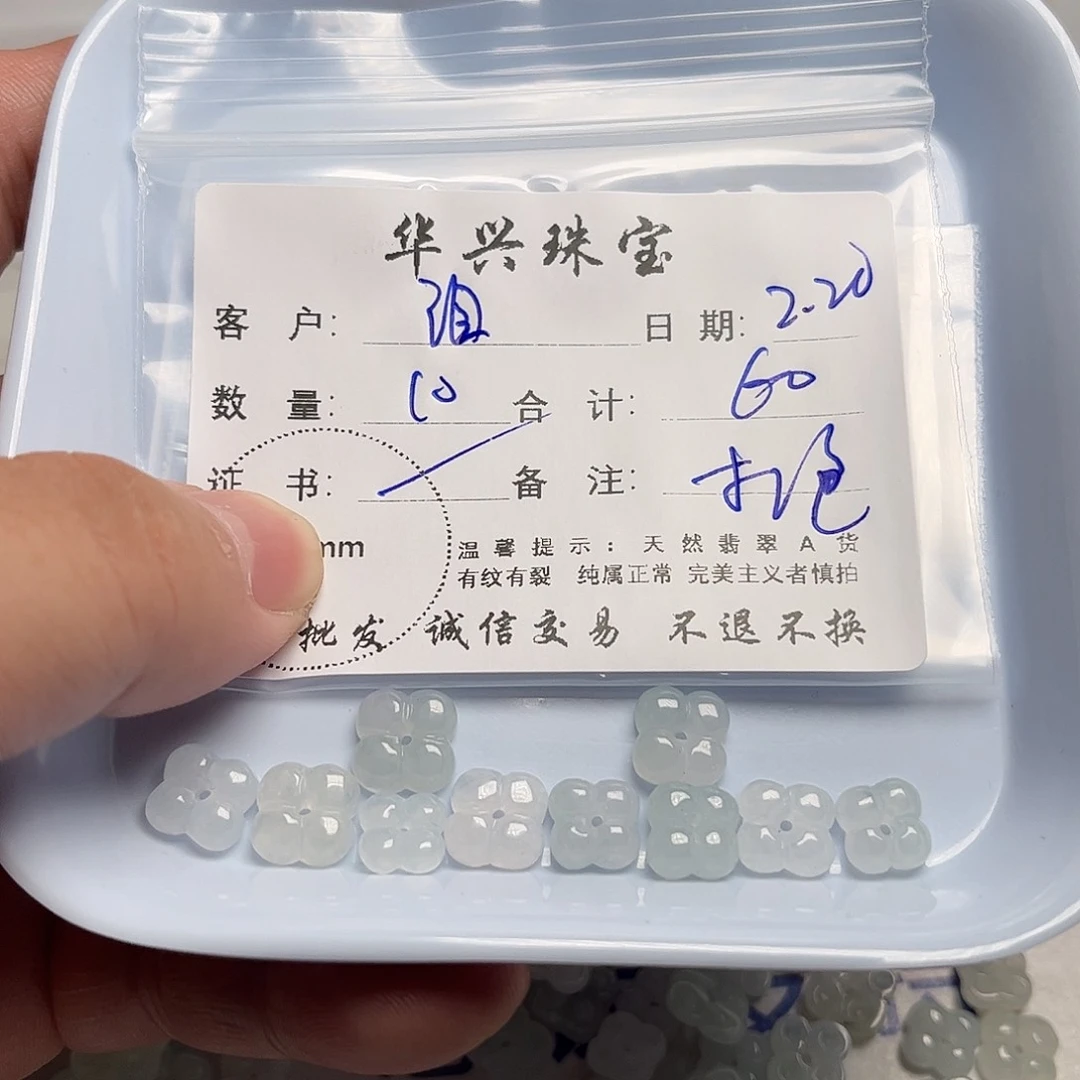 华兴珠宝
客户： 日期：2.20
数量：10 合计：60
证书：/ 备注：打包
mm 温馨提示：天然翡翠A货
有纹有裂 纯属正常 完美主义者慎拍
批发 诚信交易 不退不换